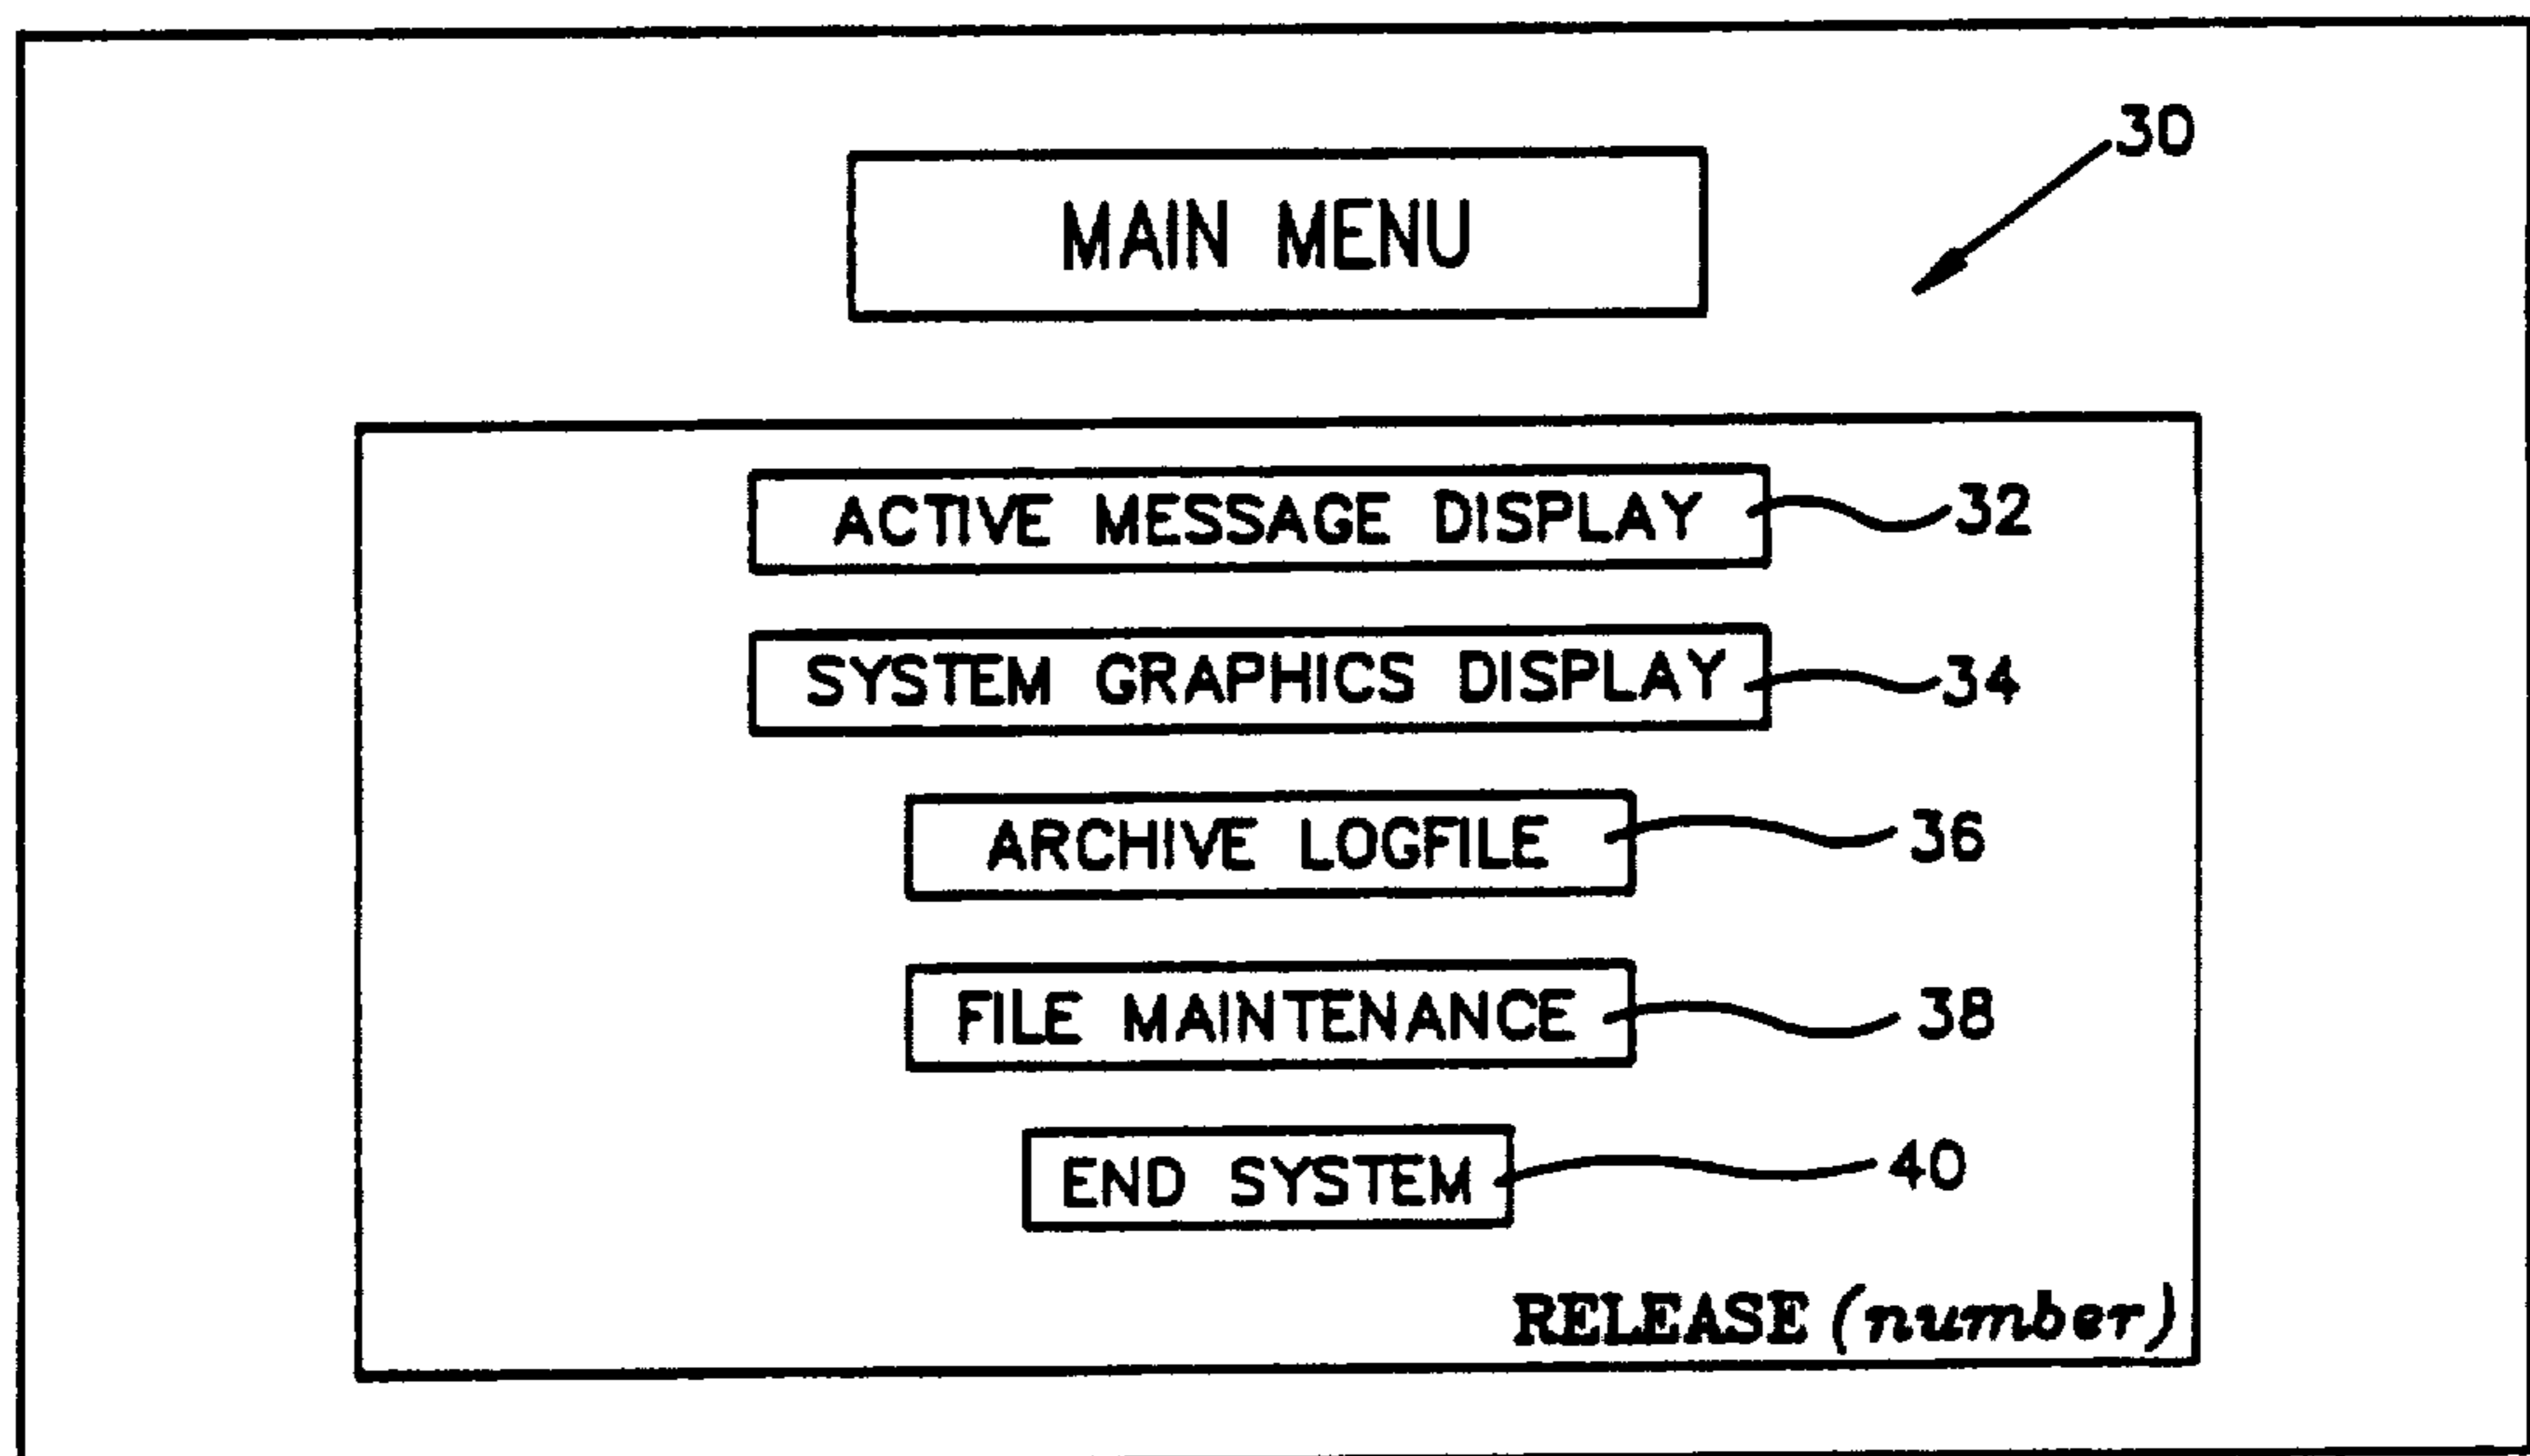 30
MAIN MENU
ACTIVE MESSAGE DISPLAY 32
SYSTEM GRAPHICS DISPLAY 34
ARCHIVE LOGFILE 36
FILE MAINTENANCE 38
END SYSTEM 40
RELEASE (number)